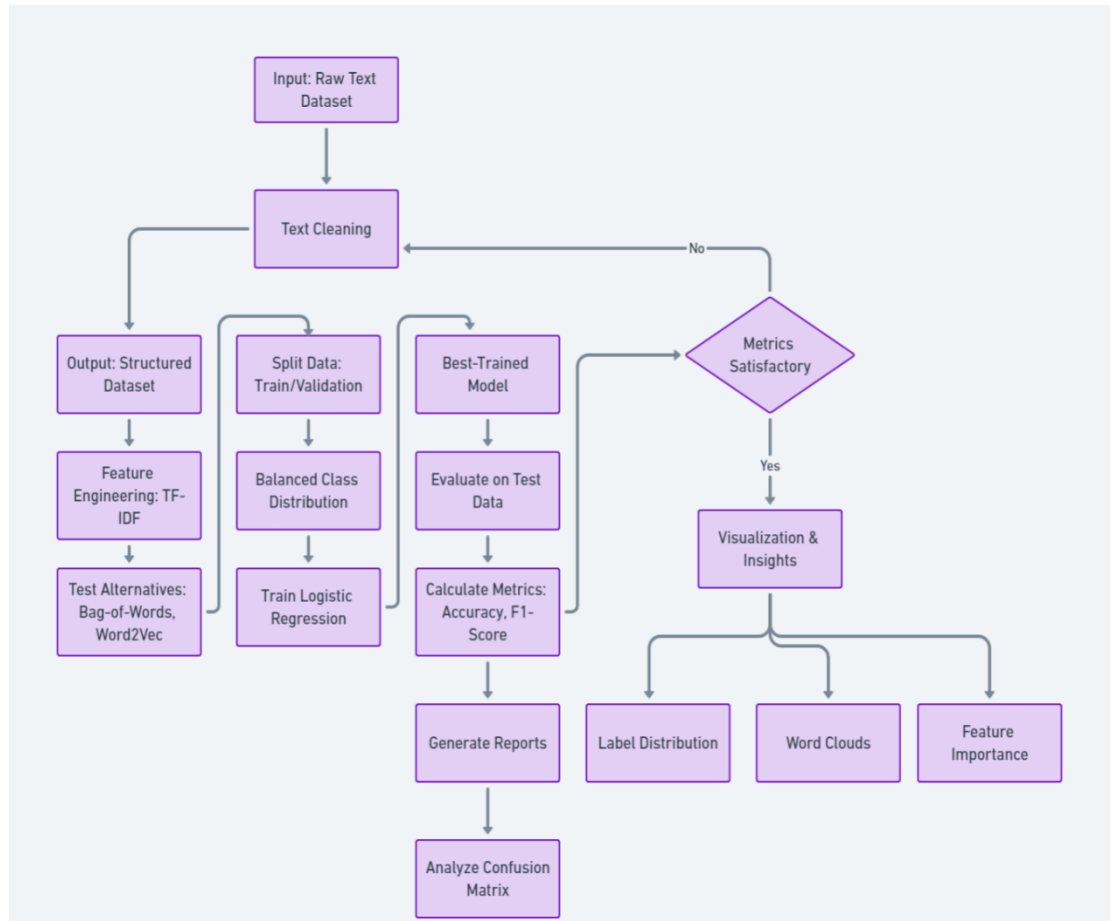 Input: Raw Text
Dataset
Text Cleaning
No
Output: Structured
Dataset
Split Data:
Train/Validation
Best-Trained
Model
Metrics
Satisfactory
Feature
Engineering: TF-
IDF
Balanced Class
Distribution
Evaluate on Test
Data
Yes
Visualization &
Insights
Test Alternatives:
Bag-of-Words,
Word2Vec
Train Logistic
Regression
Calculate Metrics:
Accuracy, F1-
Score
Generate Reports
Label Distribution
Word Clouds
Feature
Importance
Analyze Confusion
Matrix